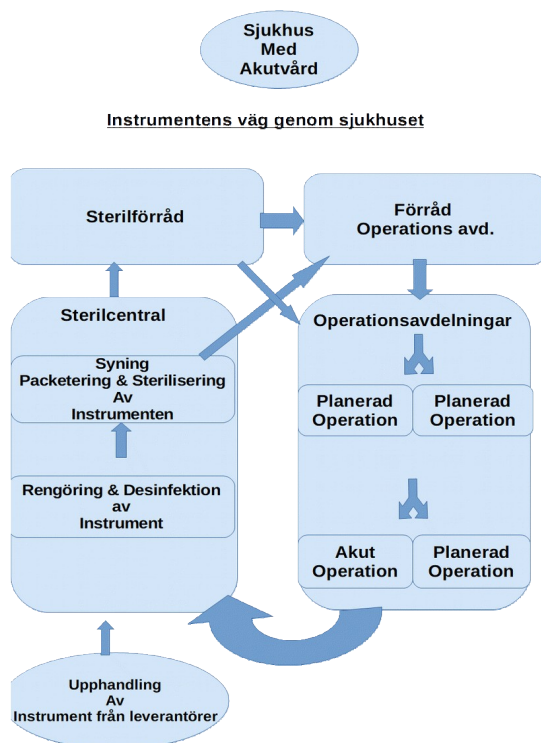 Sjukhus
Med
Akutvård
Instrumentens väg genom sjukhuset
Sterilförråd
Förråd
Operations avd.
Sterilcentral
Syning
Packetering & Sterilisering
Av
Instrumenten
Rengöring & Desinfektion
av
Instrument
Operationsavdelningar
Planerad
Operation
Planerad
Operation
Akut
Operation
Planerad
Operation
Upphandling
Av
Instrument från leverantörer